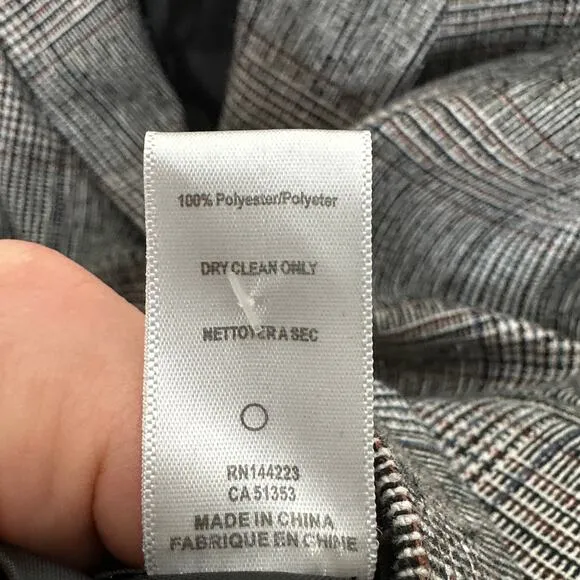 100% Polyester/Polyeter
DRY CLEAN ONLY
NETTOYER A SEC
RN144223
CA 51353
MADE IN CHINA
FABRIQUE EN CHINE